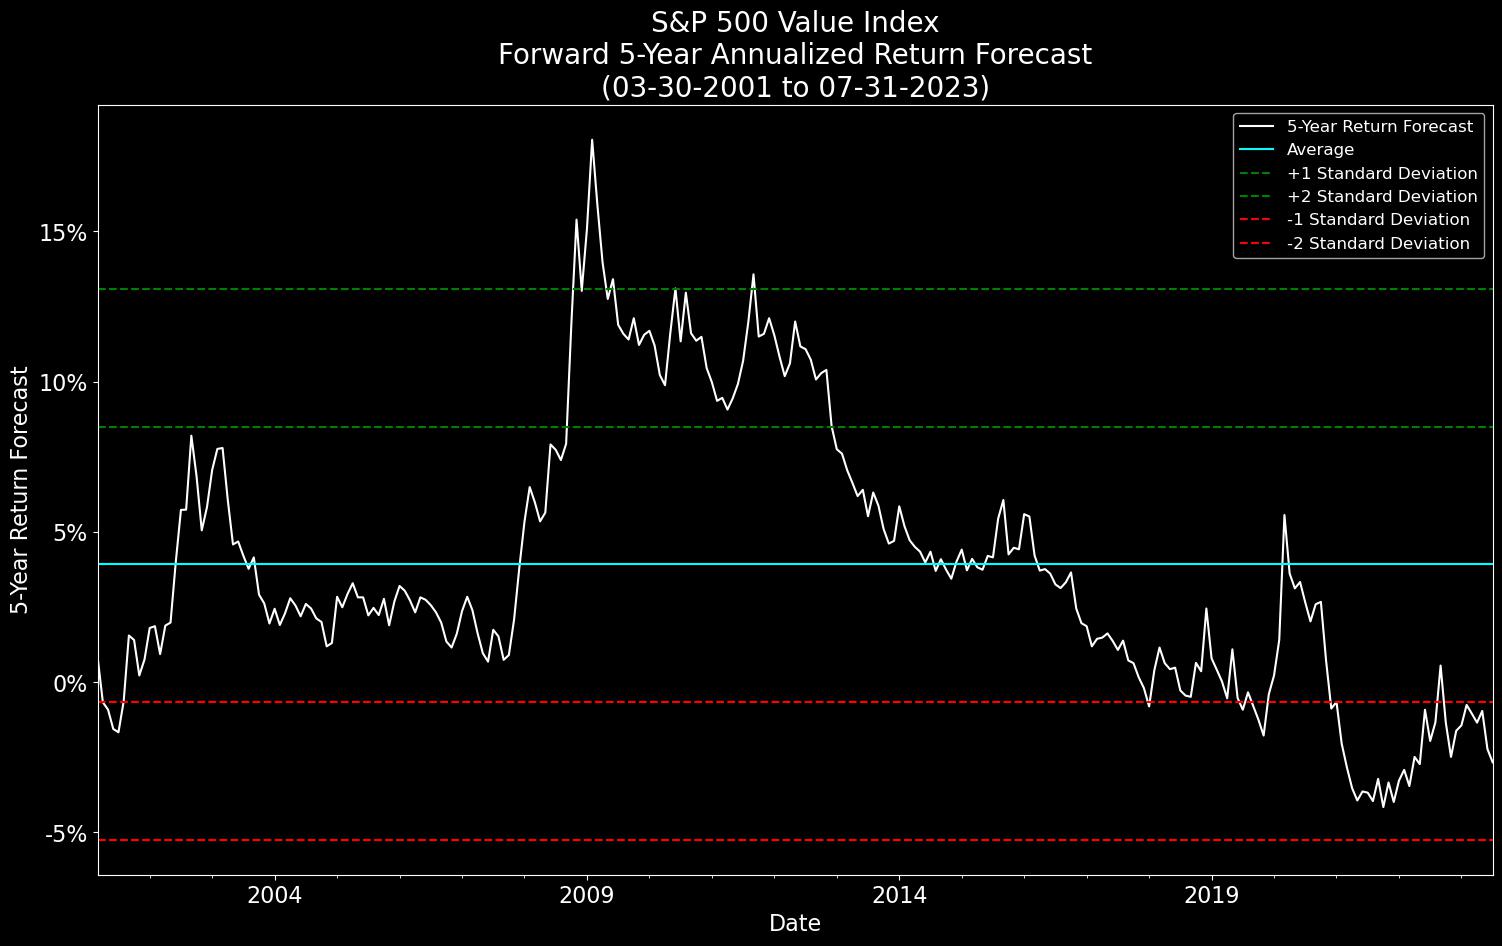 S&P 500 Value Index
Forward 5-Year Annualized Return Forecast
(03-30-2001 to 07-31-2023)
5-Year Return Forecast
Average
+1 Standard Deviation
+2 Standard Deviation
-1 Standard Deviation
-2 Standard Deviation
5-Year Return Forecast
15%
10%
5%
0%
-5%
2004 2009 2014 2019
Date